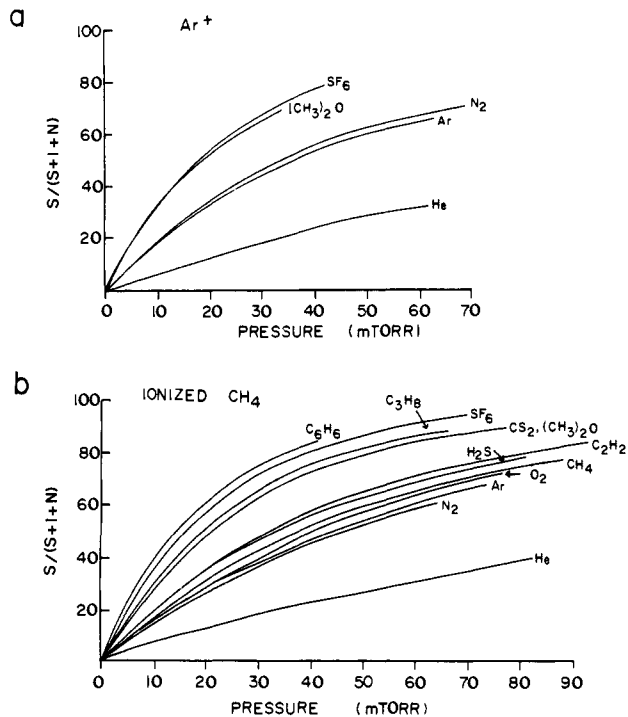 a
Ar+
100
80
60
40
20
S/(S+I+N)
SF6
(CH3)2O
N2
Ar
He
0 10 20 30 40 50 60 70
PRESSURE (mTORR)
b
IONIZED CH4
100
80
60
40
20
S/(S+I+N)
C6H6
C3H8
SF6
CS2,(CH3)2O
H2S
C2H2
CH4
O2
Ar
N2
He
0 10 20 30 40 50 60 70 80 90
PRESSURE (mTORR)